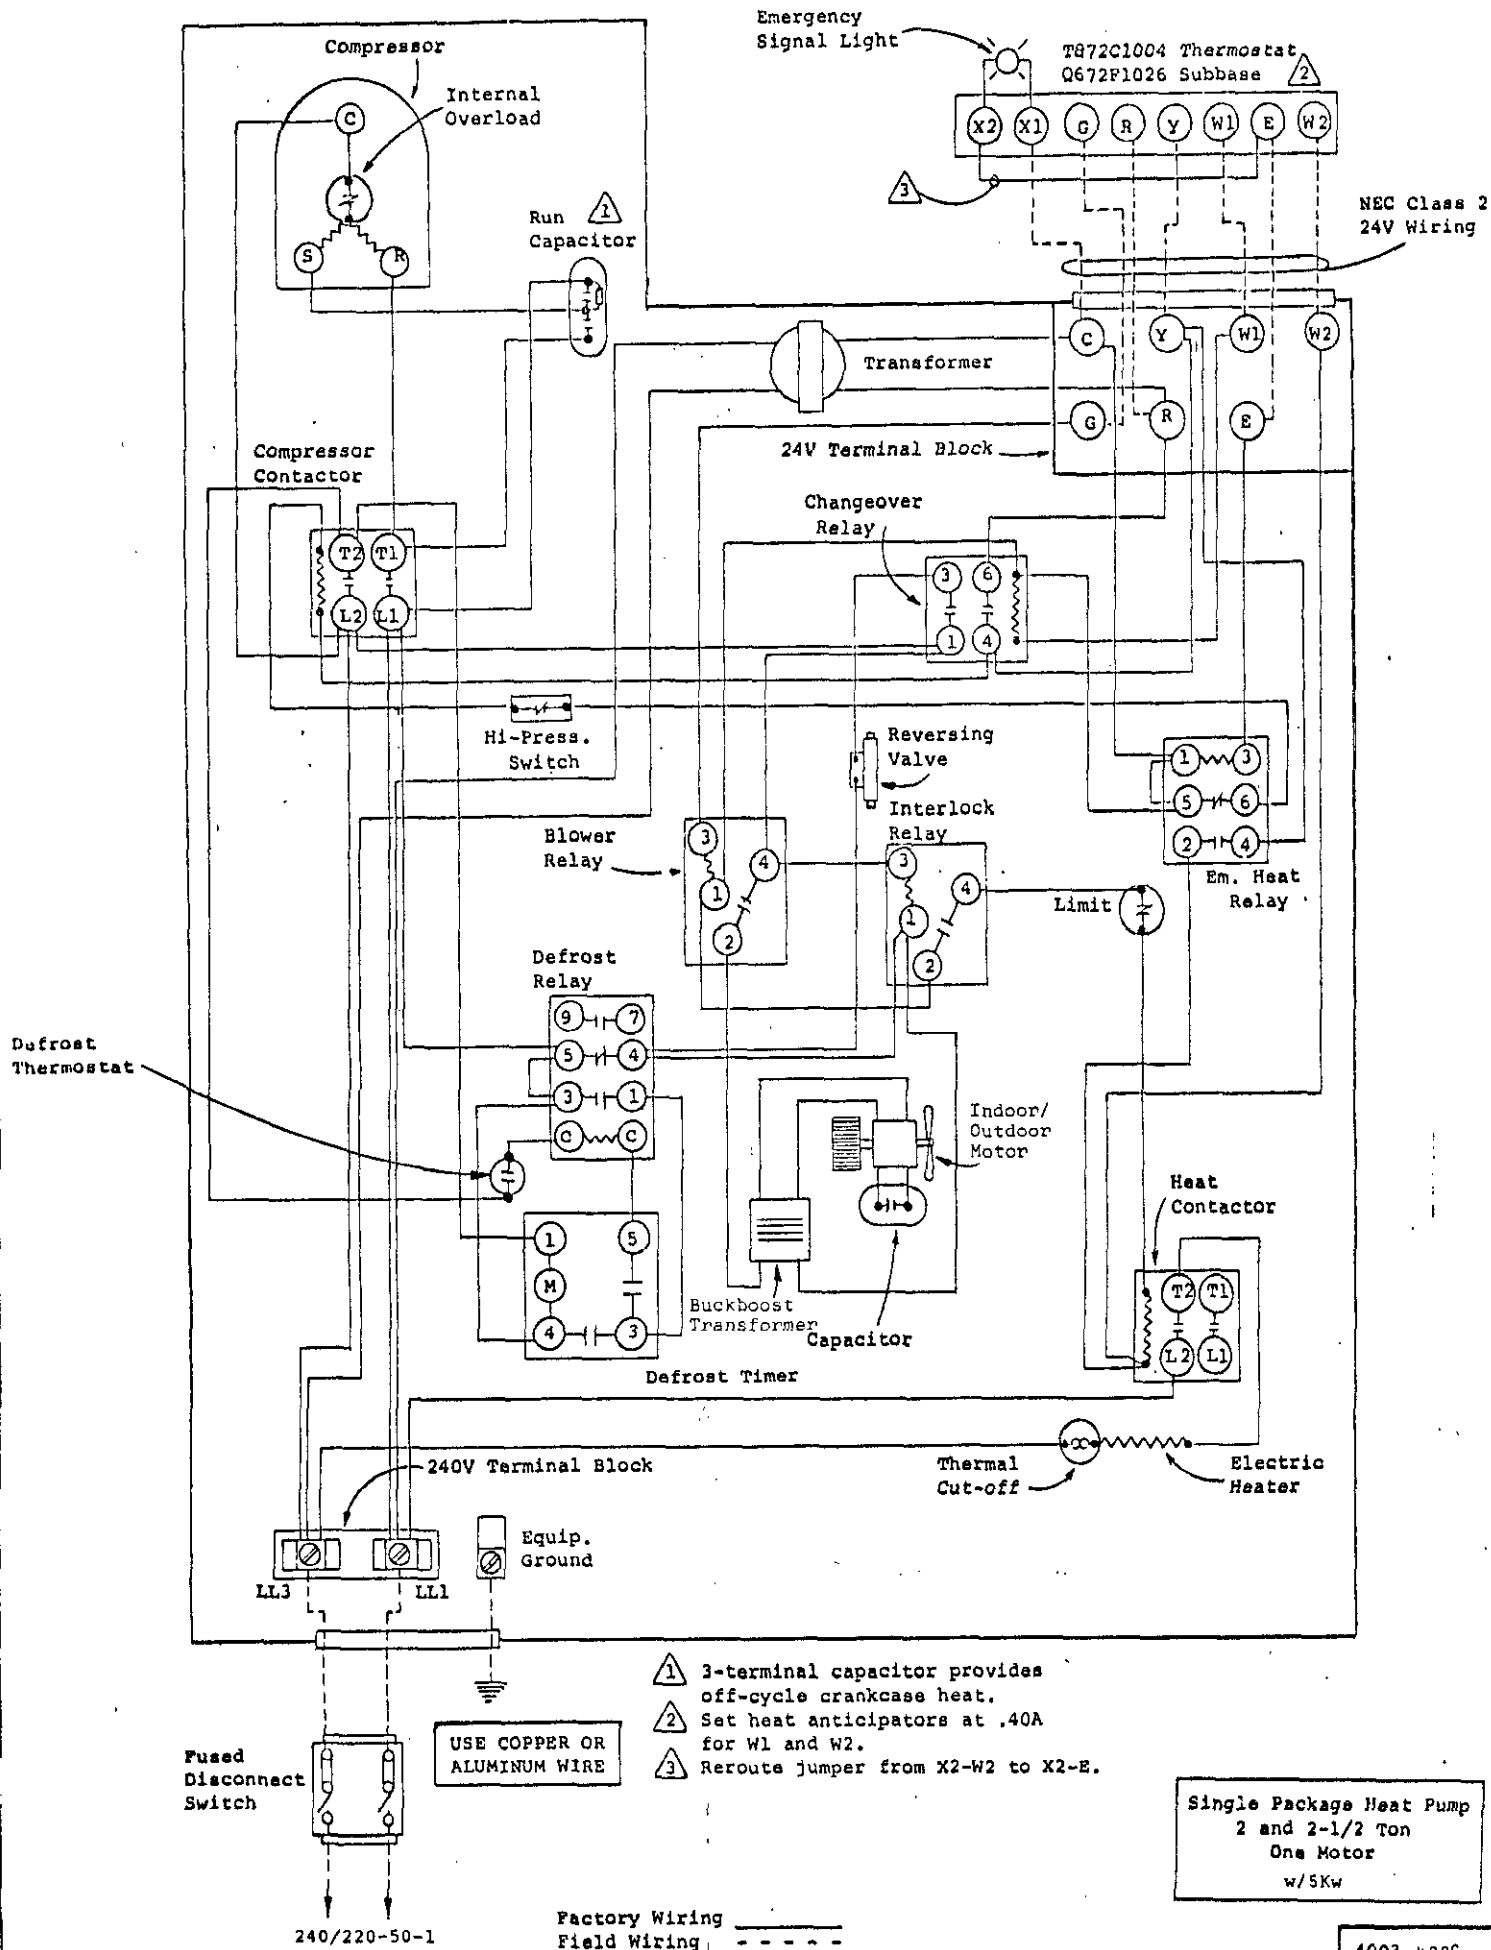 Emergency
Signal Light
T872C1004 Thermostat
Q672F1026 Subbase
2
X2 X1 G R Y W1 E W2
3
NEC Class 2
24V Wiring
Compressor
Internal
Overload
C
S R
Run
Capacitor
1
C Y W1 W2
Transformer
G R E
24V Terminal Block
Compressor
Contactor
T2 T1
L2 L1
Changeover
Relay
3 6
1 4
Hi-Press.
Switch
Reversing
Valve
1 3
5 6
2 4
Em. Heat
Relay
Blower
Relay
3
4
1
2
Interlock
Relay
3
4
1
2
Limit
Defrost
Relay
9 7
5 4
3 1
C C
Defrost
Thermostat
Indoor/
Outdoor
Motor
Heat
Contactor
T2 T1
L2 L1
1 5
M
4 3
Buckboost
Transformer
Capacitor
Defrost Timer
240V Terminal Block
Thermal
Cut-off
Electric
Heater
Equip.
Ground
LL3 LL1
1 3-terminal capacitor provides
off-cycle crankcase heat.
2 Set heat anticipators at .40A
for W1 and W2.
3 Reroute jumper from X2-W2 to X2-E.
USE COPPER OR
ALUMINUM WIRE
Fused
Disconnect
Switch
Single Package Heat Pump
2 and 2-1/2 Ton
One Motor
w/5Kw
240/220-50-1
Factory Wiring
Field Wiring